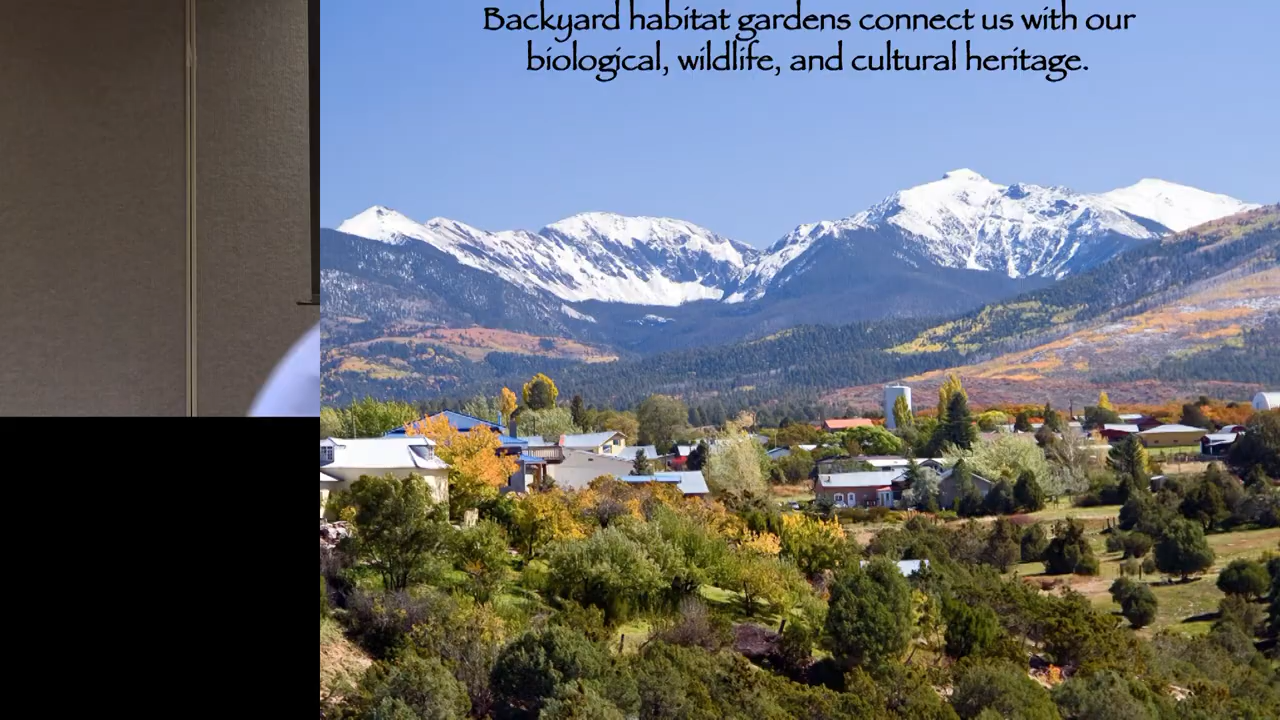 Backyard habitat gardens connect us with our
biological, wildlife, and cultural heritage.